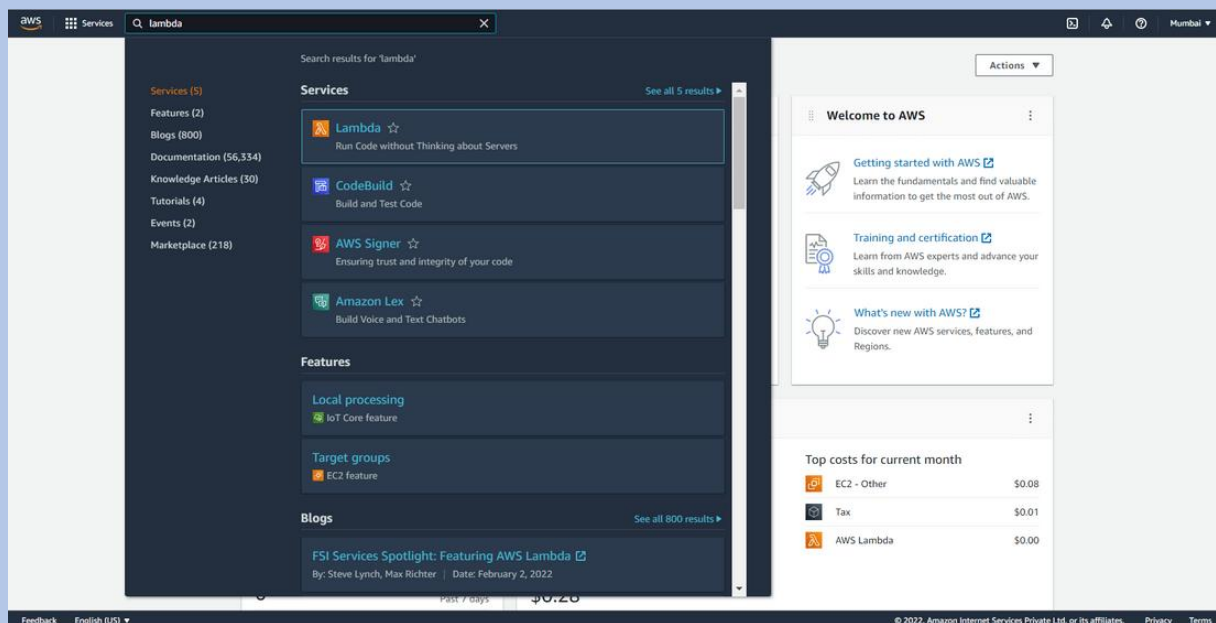 aws
Services
lambda
Mumbai
Search results for 'lambda'
Services (5)
Features (2)
Blogs (800)
Documentation (56,334)
Knowledge Articles (30)
Tutorials (4)
Events (2)
Marketplace (218)
Services
See all 5 results
Lambda
Run Code without Thinking about Servers
CodeBuild
Build and Test Code
AWS Signer
Ensuring trust and integrity of your code
Amazon Lex
Build Voice and Text Chatbots
Features
Local processing
IoT Core feature
Target groups
EC2 feature
Blogs
See all 800 results
FSI Services Spotlight: Featuring AWS Lambda
By: Steve Lynch, Max Richter | Date: February 2, 2022
Actions
Welcome to AWS
Getting started with AWS
Learn the fundamentals and find valuable
information to get the most out of AWS.
Training and certification
Learn from AWS experts and advance your
skills and knowledge.
What's new with AWS?
Discover new AWS services, features, and
Regions.
Top costs for current month
EC2 - Other $0.08
Tax $0.01
AWS Lambda $0.00
Past 7 days
$0.28
Feedback English (US)
© 2022, Amazon Internet Services Private Ltd. or its affiliates. Privacy Terms